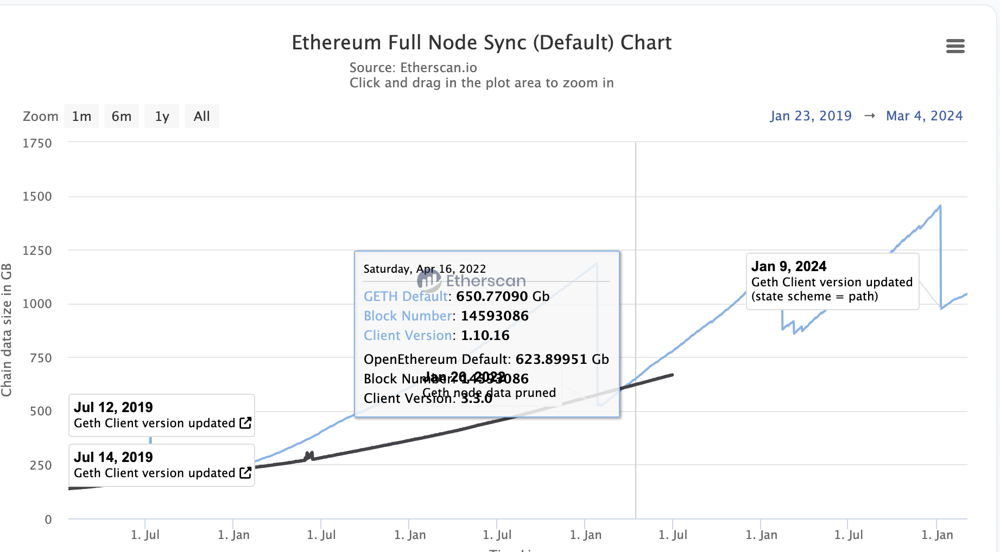 Ethereum Full Node Sync (Default) Chart
Source: Etherscan.io
Click and drag in the plot area to zoom in
Zoom 1m 6m 1y All
Jan 23, 2019 → Mar 4, 2024
1750
1500
1250
1000
750
500
250
0
Chain data size in GB
Saturday, Apr 16, 2022
Etherscan
GETH Default: 650.77090 Gb
Block Number: 14593086
Client Version: 1.10.16
OpenEthereum Default: 623.89951 Gb
Block Number: 14593086
Client Version: 3.3.0
Jan 26, 2022
Geth node data pruned
Jan 9, 2024
Geth Client version updated
(state scheme = path)
Jul 12, 2019
Geth Client version updated
Jul 14, 2019
Geth Client version updated
1. Jul 1. Jan 1. Jul 1. Jan 1. Jul 1. Jan 1. Jul 1. Jan 1. Jul 1. Jan